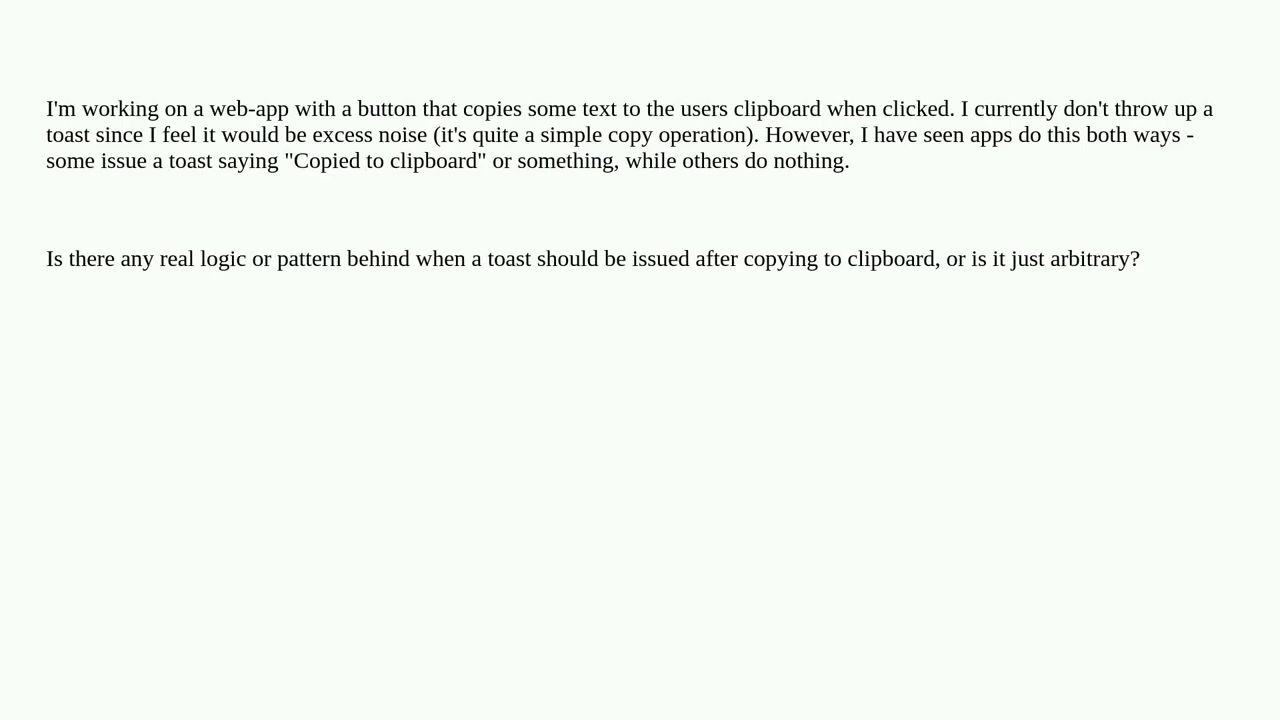 I'm working on a web-app with a button that copies some text to the users clipboard when clicked. I currently don't throw up a
toast since I feel it would be excess noise (it's quite a simple copy operation). However, I have seen apps do this both ways -
some issue a toast saying "Copied to clipboard" or something, while others do nothing.
Is there any real logic or pattern behind when a toast should be issued after copying to clipboard, or is it just arbitrary?